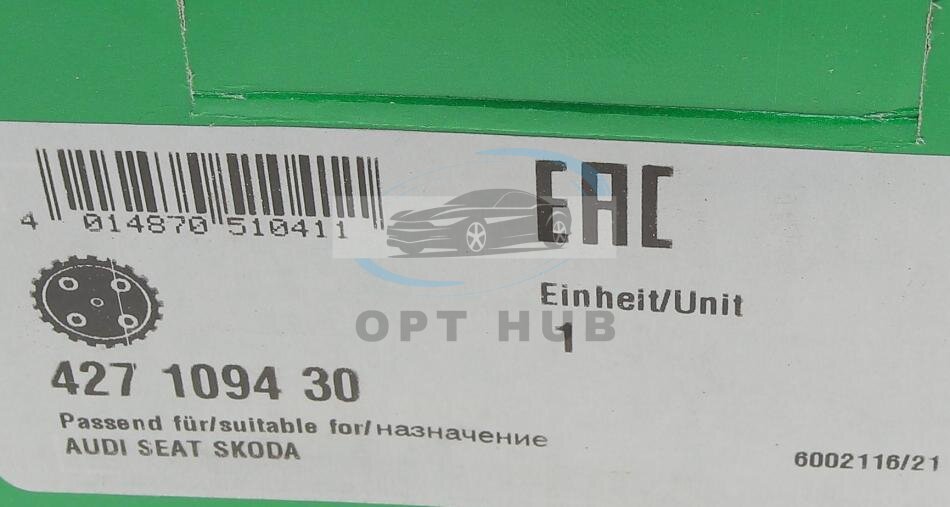 4 014870 510411
EAC
OPT HUB
Einheit/Unit
1
427 1094 30
Passend für/suitable for/назначение
AUDI SEAT SKODA
6002116/21